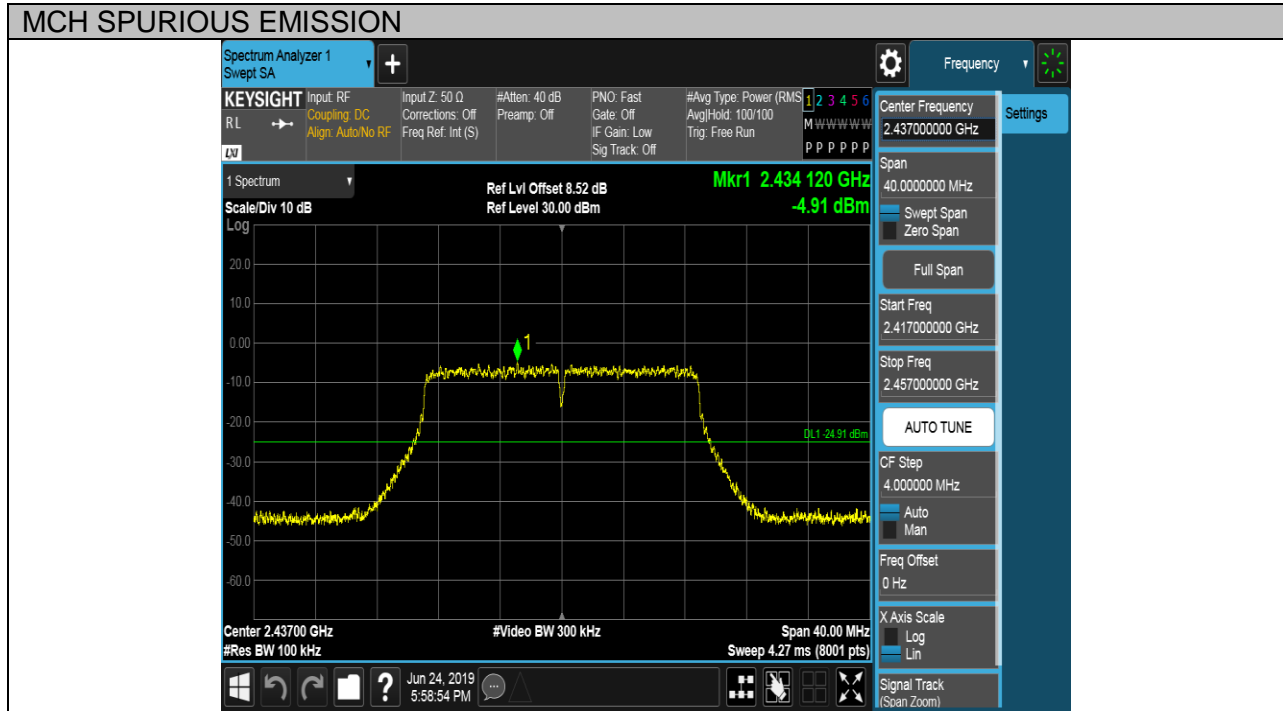 MCH SPURIOUS EMISSION
Spectrum Analyzer 1
Swept SA
+
Frequency
KEYSIGHT
RL
LXI
Input: RF
Coupling: DC
Align: Auto/No RF
Input Z: 50 Ω
Corrections: Off
Freq Ref: Int (S)
#Atten: 40 dB
Preamp: Off
PNO: Fast
Gate: Off
IF Gain: Low
Sig Track: Off
#Avg Type: Power (RMS
Avg|Hold: 100/100
Trig: Free Run
1 2 3 4 5 6
M W W W W W
P P P P P P
1 Spectrum
Scale/Div 10 dB
Ref Lvl Offset 8.52 dB
Ref Level 30.00 dBm
Mkr1 2.434 120 GHz
-4.91 dBm
Log
20.0
10.0
0.00
-10.0
-20.0
-30.0
-40.0
-50.0
-60.0
1
DL1 -24.91 dBm
Center 2.43700 GHz
#Res BW 100 kHz
#Video BW 300 kHz
Span 40.00 MHz
Sweep 4.27 ms (8001 pts)
?
Jun 24, 2019
5:58:54 PM
Center Frequency
2.437000000 GHz
Settings
Span
40.0000000 MHz
Swept Span
Zero Span
Full Span
Start Freq
2.417000000 GHz
Stop Freq
2.457000000 GHz
AUTO TUNE
CF Step
4.000000 MHz
Auto
Man
Freq Offset
0 Hz
X Axis Scale
Log
Lin
Signal Track
(Span Zoom)